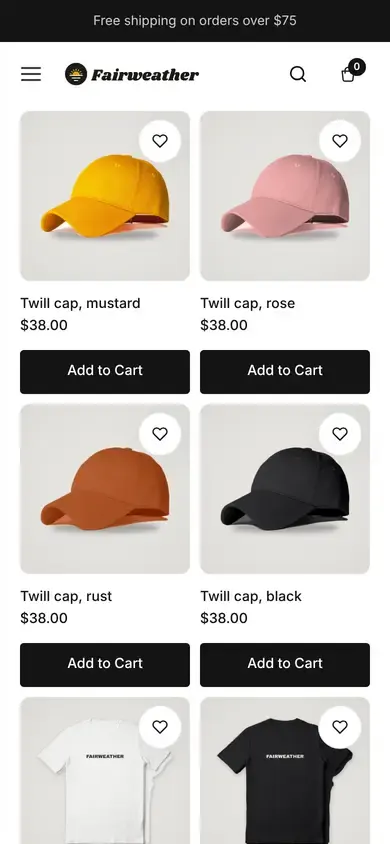 Free shipping on orders over $75
Fairweather
0
Twill cap, mustard
$38.00
Add to Cart
Twill cap, rose
$38.00
Add to Cart
Twill cap, rust
$38.00
Add to Cart
Twill cap, black
$38.00
Add to Cart
FAIRWEATHER
FAIRWEATHER